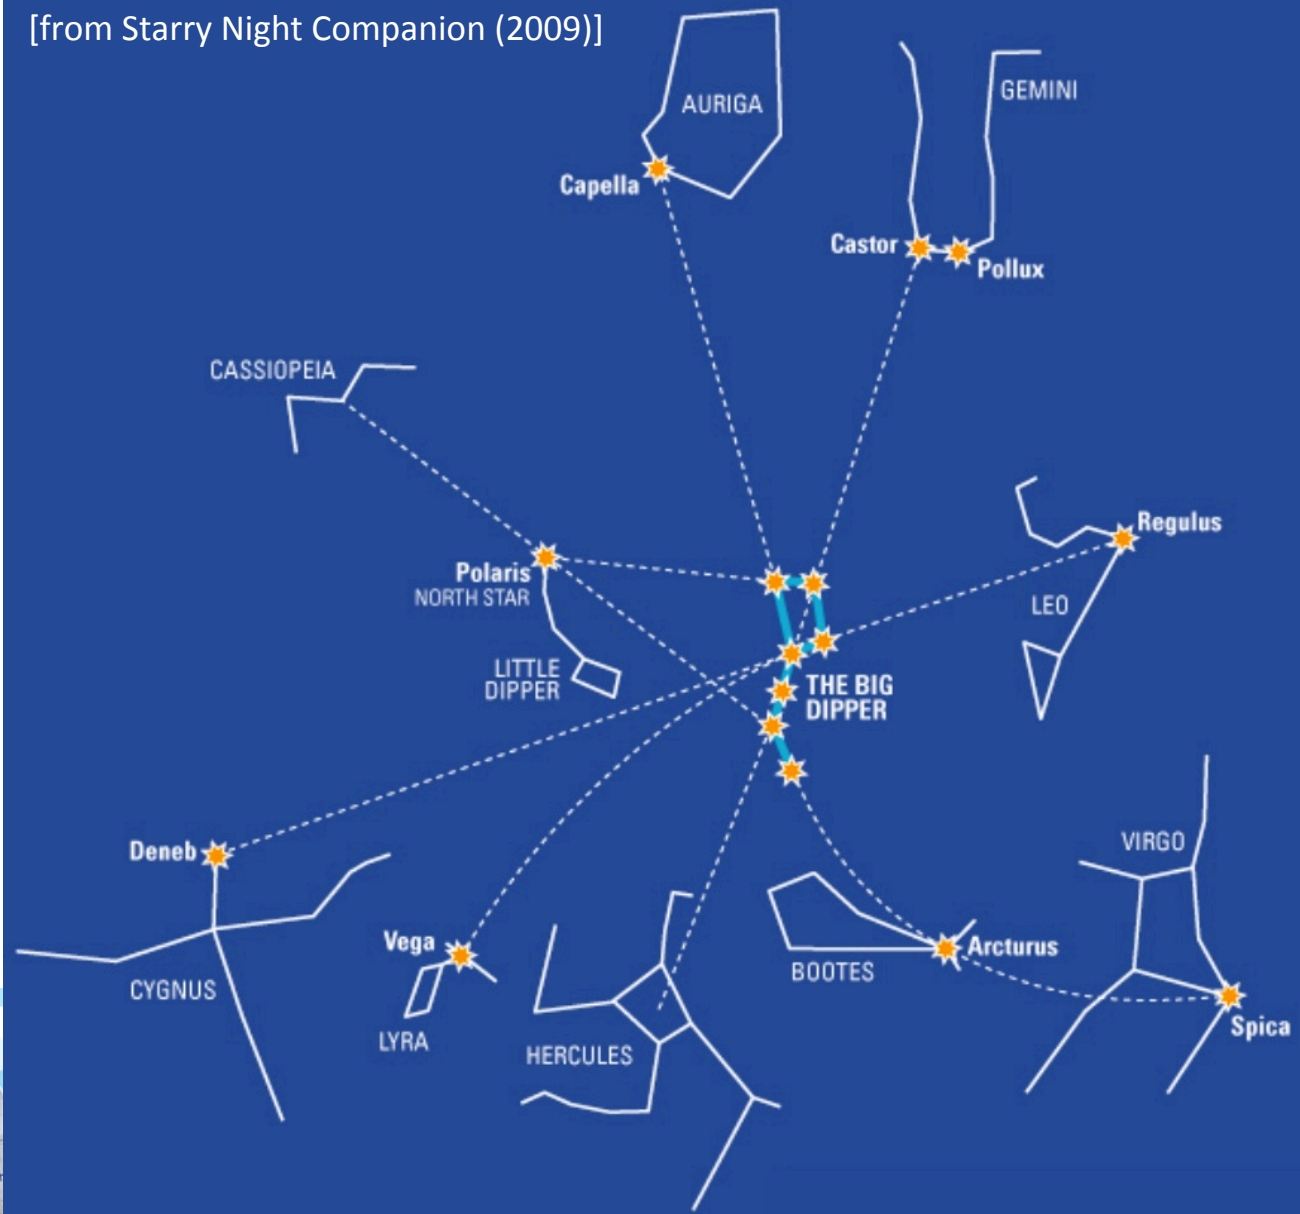 [from Starry Night Companion (2009)]
AURIGA
GEMINI
Capella
Castor
Pollux
CASSIOPEIA
Regulus
Polaris
NORTH STAR
LEO
LITTLE
DIPPER
THE BIG
DIPPER
VIRGO
Deneb
Vega
Arcturus
BOOTES
CYGNUS
Spica
LYRA
HERCULES